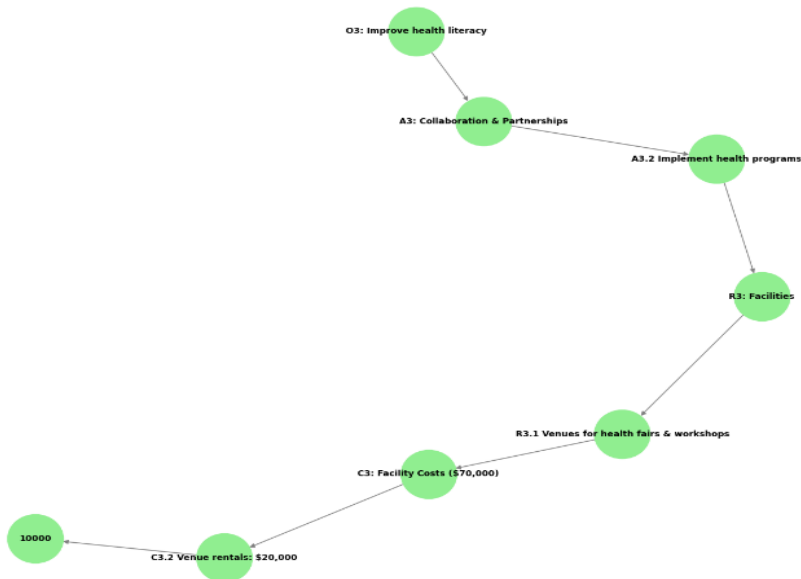 O3: Improve health literacy
A3: Collaboration & Partnerships
A3.2 Implement health programs
R3: Facilities
R3.1 Venues for health fairs & workshops
C3: Facility Costs ($70,000)
10000
C3.2 Venue rentals: $20,000